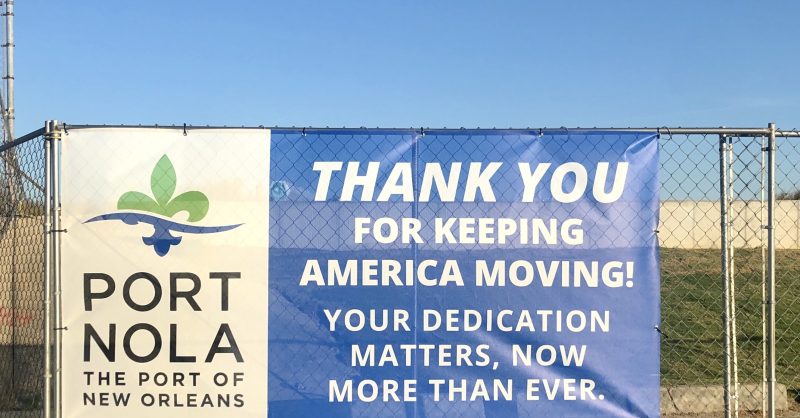 PORT
NOLA
THE PORT OF
NEW ORLEANS
THANK YOU
FOR KEEPING
AMERICA MOVING!
YOUR DEDICATION
MATTERS, NOW
MORE THAN EVER.